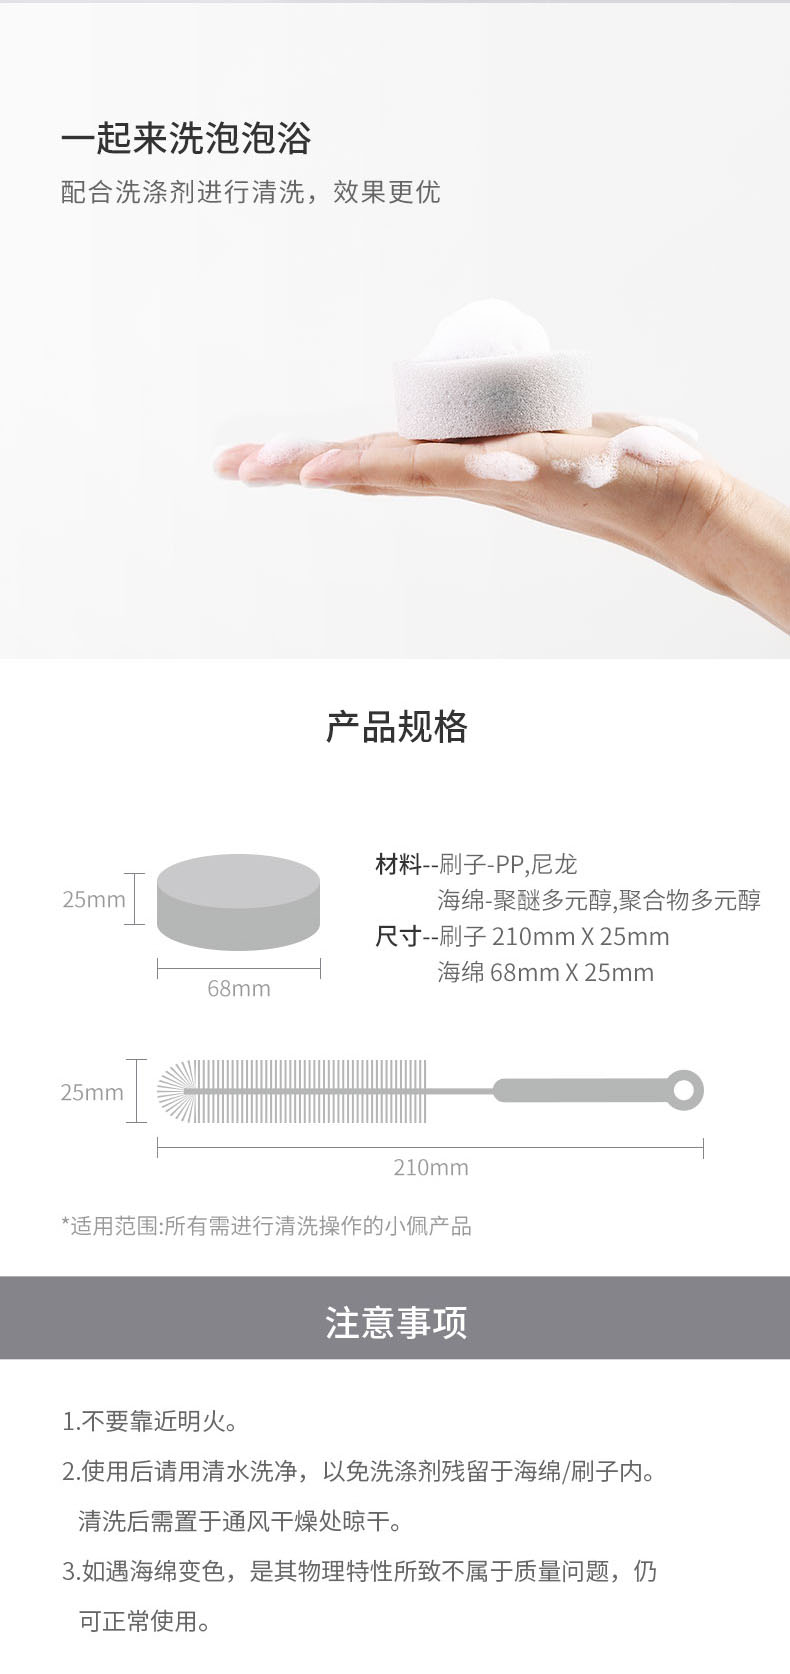 一起来洗泡泡浴
配合洗涤剂进行清洗，效果更优
产品规格
25mm
68mm
材料--刷子-PP,尼龙
海绵-聚醚多元醇,聚合物多元醇
尺寸--刷子 210mm X 25mm
海绵 68mm X 25mm
25mm
210mm
*适用范围:所有需进行清洗操作的小佩产品
注意事项
1.不要靠近明火。
2.使用后请用清水洗净，以免洗涤剂残留于海绵/刷子内。
清洗后需置于通风干燥处晾干。
3.如遇海绵变色，是其物理特性所致不属于质量问题，仍
可正常使用。